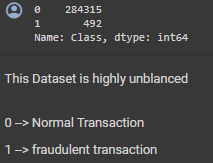 0    284315
1       492
Name: Class, dtype: int64
This Dataset is highly unblanced
0 --> Normal Transaction
1 --> fraudulent transaction